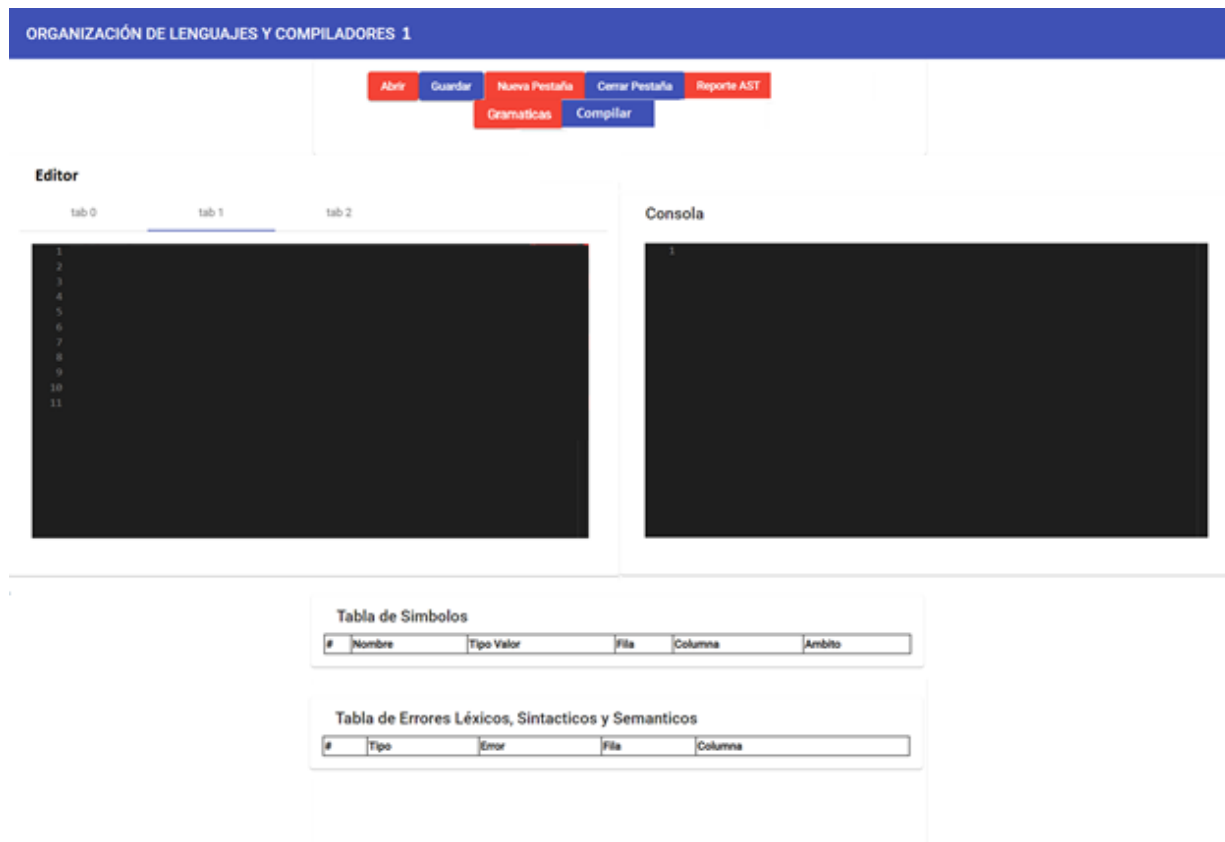 ORGANIZACIÓN DE LENGUAJES Y COMPILADORES 1
Abrir Guardar Nueva Pestaña Cerrar Pestaña Reporte AST
Gramaticas Compilar
Editor
tab 0 tab 1 tab 2
1
2
3
4
5
6
7
8
9
10
11
Consola
1
Tabla de Simbolos
# Nombre Tipo Valor Fila Columna Ambito
Tabla de Errores Léxicos, Sintacticos y Semanticos
# Tipo Error Fila Columna